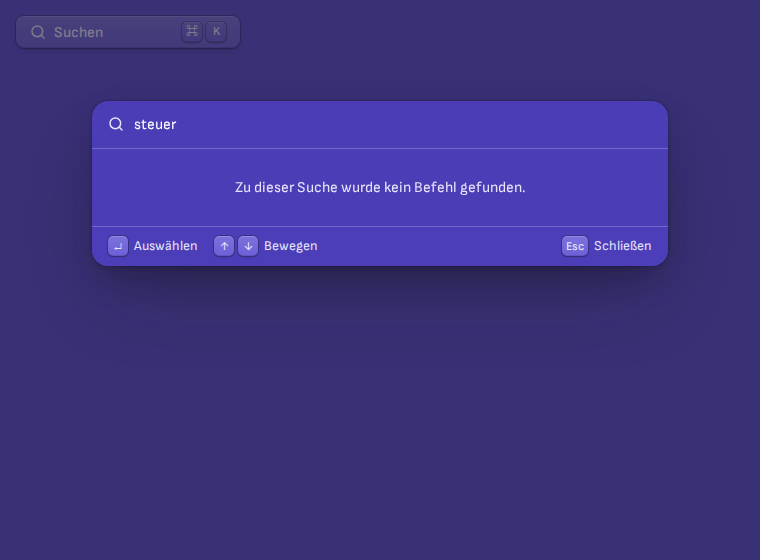 Suchen ⌘ K
steuer
Zu dieser Suche wurde kein Befehl gefunden.
↵ Auswählen ↑ ↓ Bewegen Esc Schließen